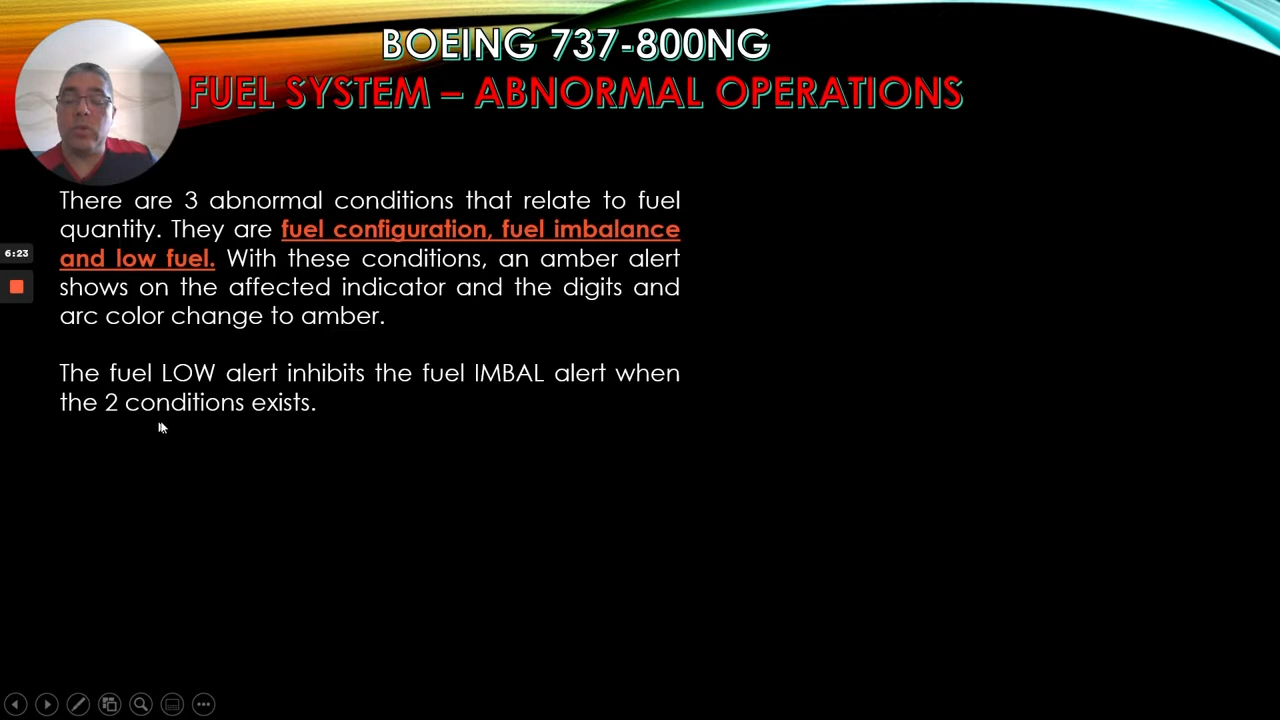 BOEING 737-800NG
FUEL SYSTEM – ABNORMAL OPERATIONS
There are 3 abnormal conditions that relate to fuel
quantity. They are fuel configuration, fuel imbalance
and low fuel. With these conditions, an amber alert
shows on the affected indicator and the digits and
arc color change to amber.
The fuel LOW alert inhibits the fuel IMBAL alert when
the 2 conditions exists.
6:23